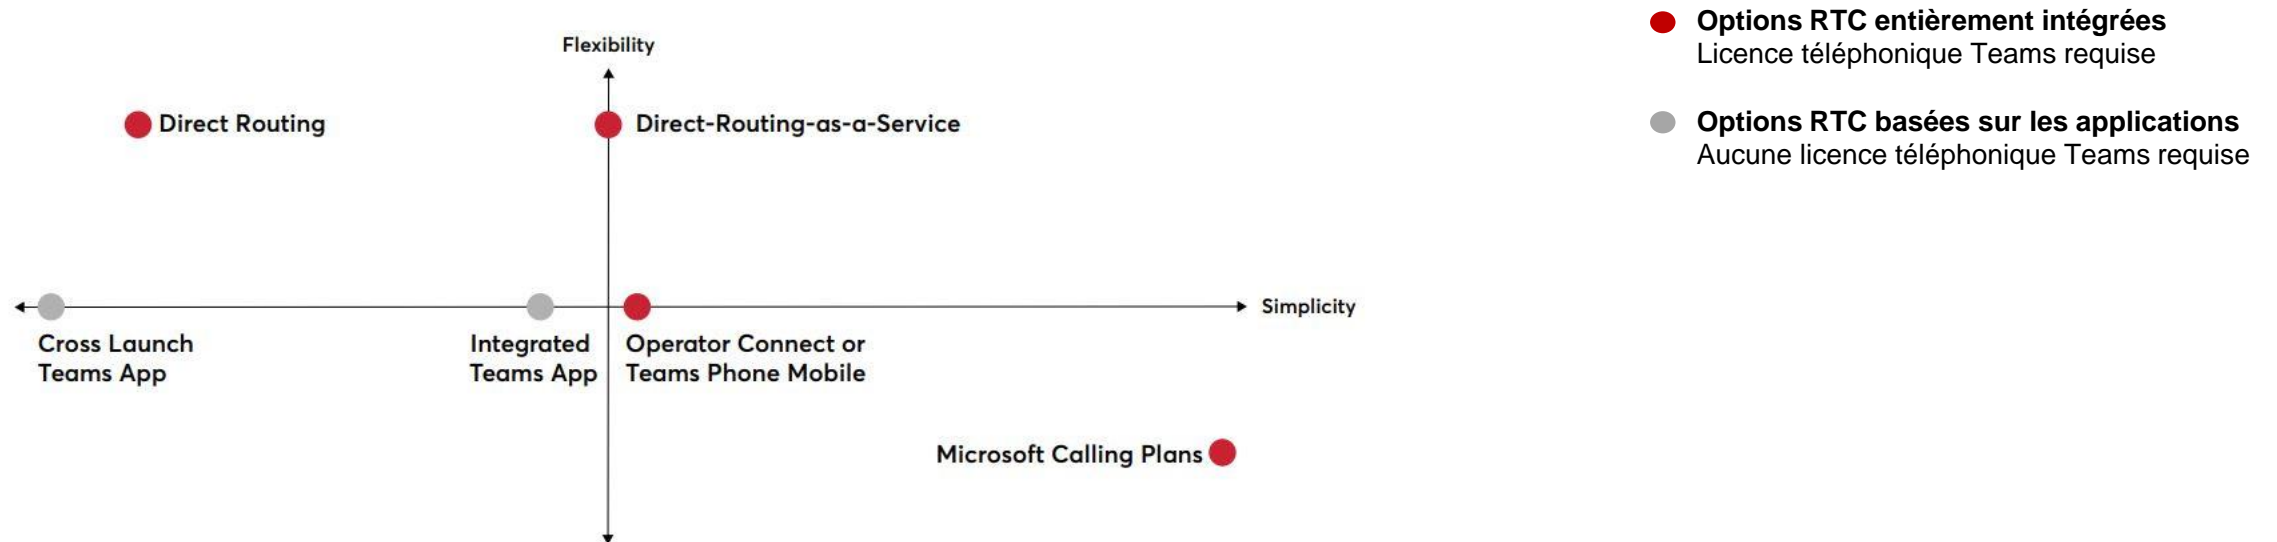 Flexibility
Direct Routing
Direct-Routing-as-a-Service
Simplicity
Cross Launch
Teams App
Integrated
Teams App
Operator Connect or
Teams Phone Mobile
Microsoft Calling Plans
Options RTC entièrement intégrées
Licence téléphonique Teams requise
Options RTC basées sur les applications
Aucune licence téléphonique Teams requise